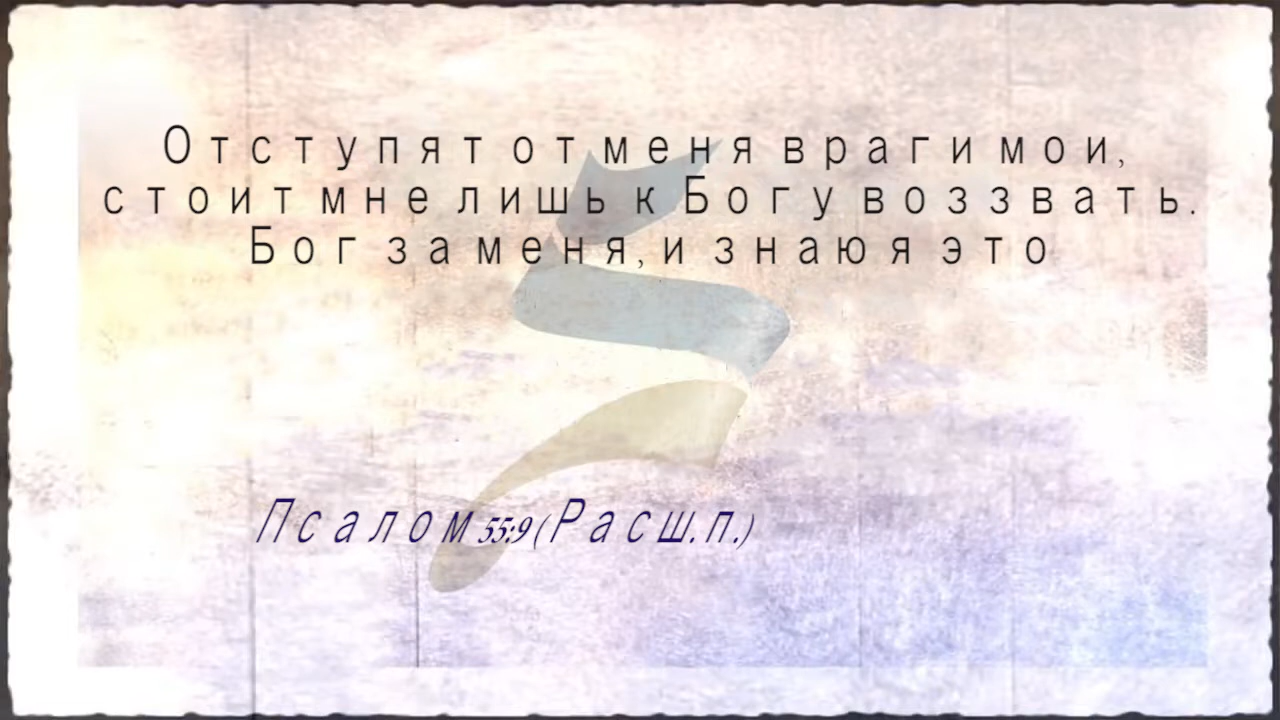 Отступят от меня враги мои,
стоит мне лишь к Богу воззвать.
Бог за меня, и знаю я это
Псалом 55:9 (Расш. п.)